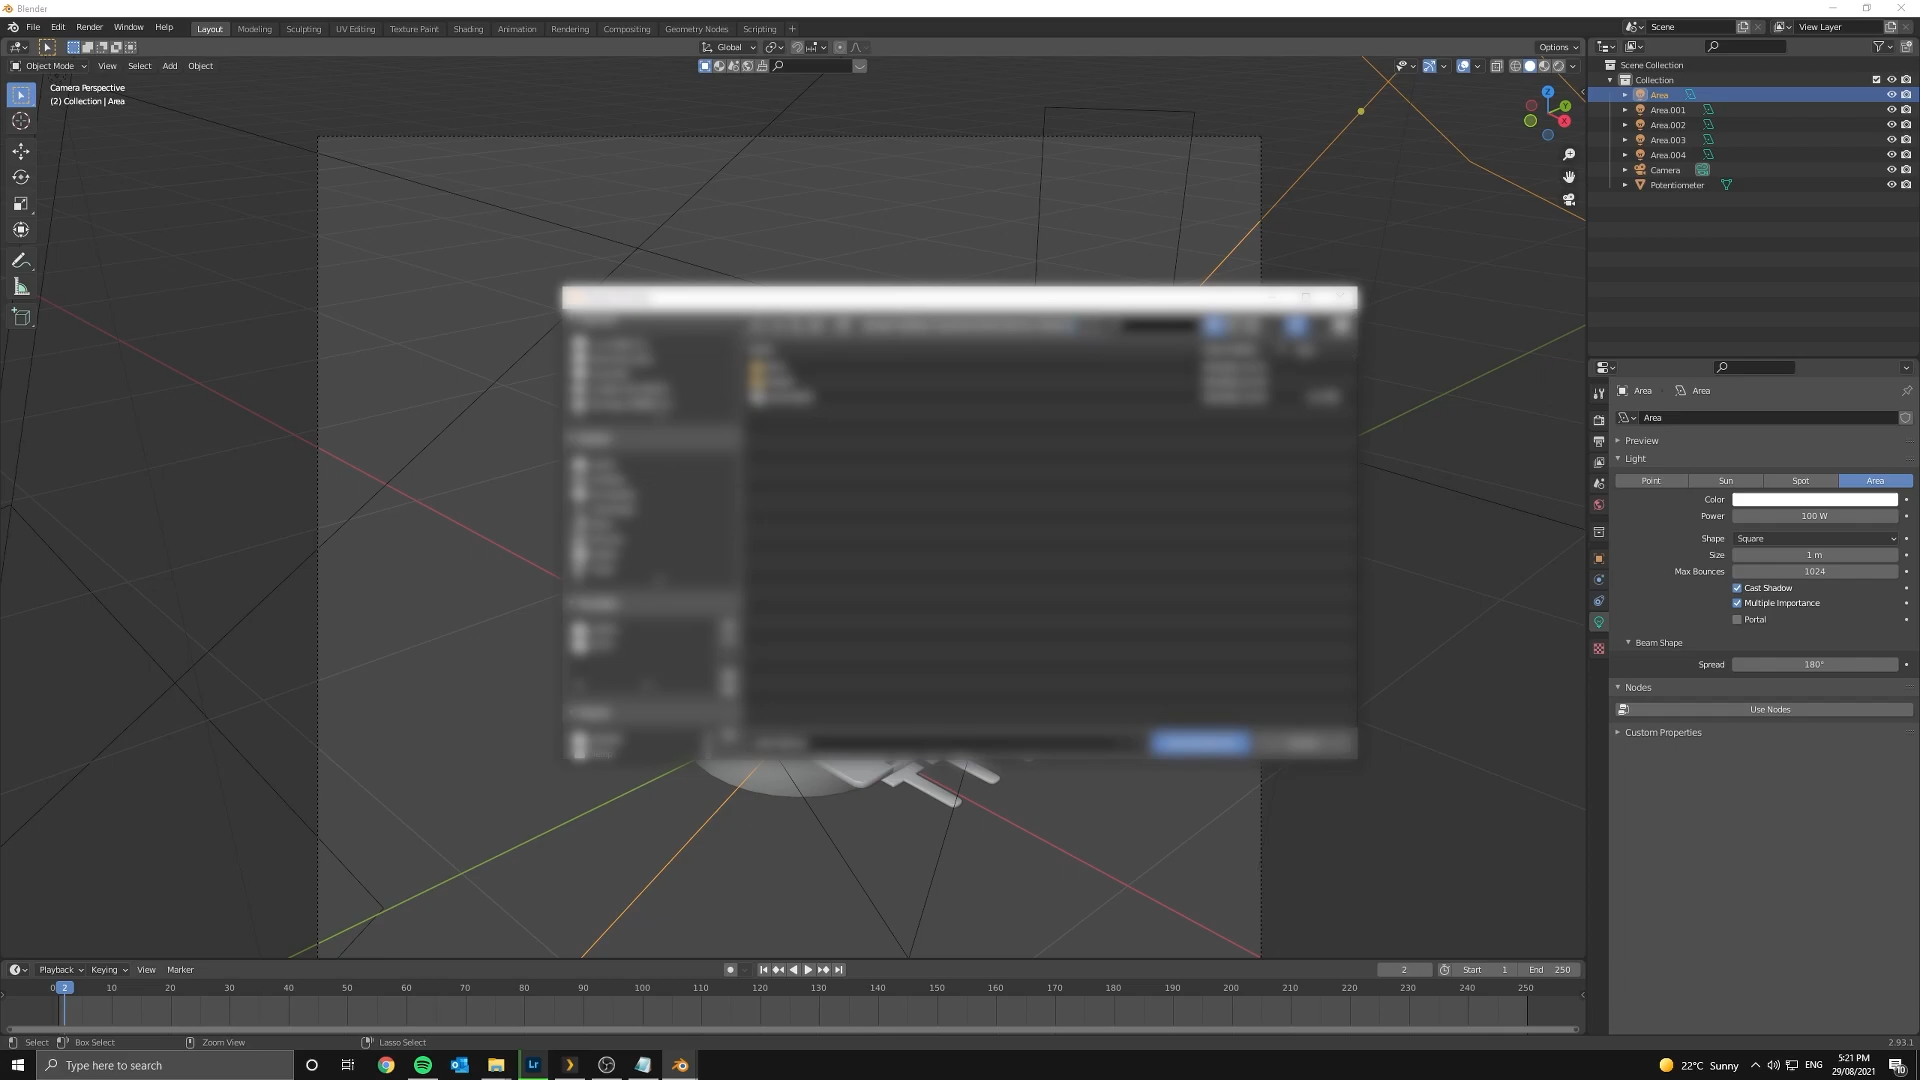 Blender
File Edit Render Window Help
Layout Modeling Sculpting UV Editing Texture Paint Shading Animation Rendering Compositing Geometry Nodes Scripting +
Scene
View Layer
Global
Options
Object Mode View Select Add Object
Camera Perspective
(2) Collection | Area
Z
Y
X
Scene Collection
Collection
Area
Area.001
Area.002
Area.003
Area.004
Camera
Potentiometer
Area Area
Area
Preview
Light
Point Sun Spot Area
Color
Power 100 W
Shape Square
Size 1 m
Max Bounces 1024
Cast Shadow
Multiple Importance
Portal
Beam Shape
Spread 180°
Nodes
Use Nodes
Custom Properties
Playback Keying View Marker
2 Start 1 End 250
0 2 10 20 30 40 50 60 70 80 90 100 110 120 130 140 150 160 170 180 190 200 210 220 230 240 250
Select Box Select Zoom View Lasso Select
2.93.1
Type here to search
Lr
22°C Sunny
ENG
5:21 PM
29/08/2021
10